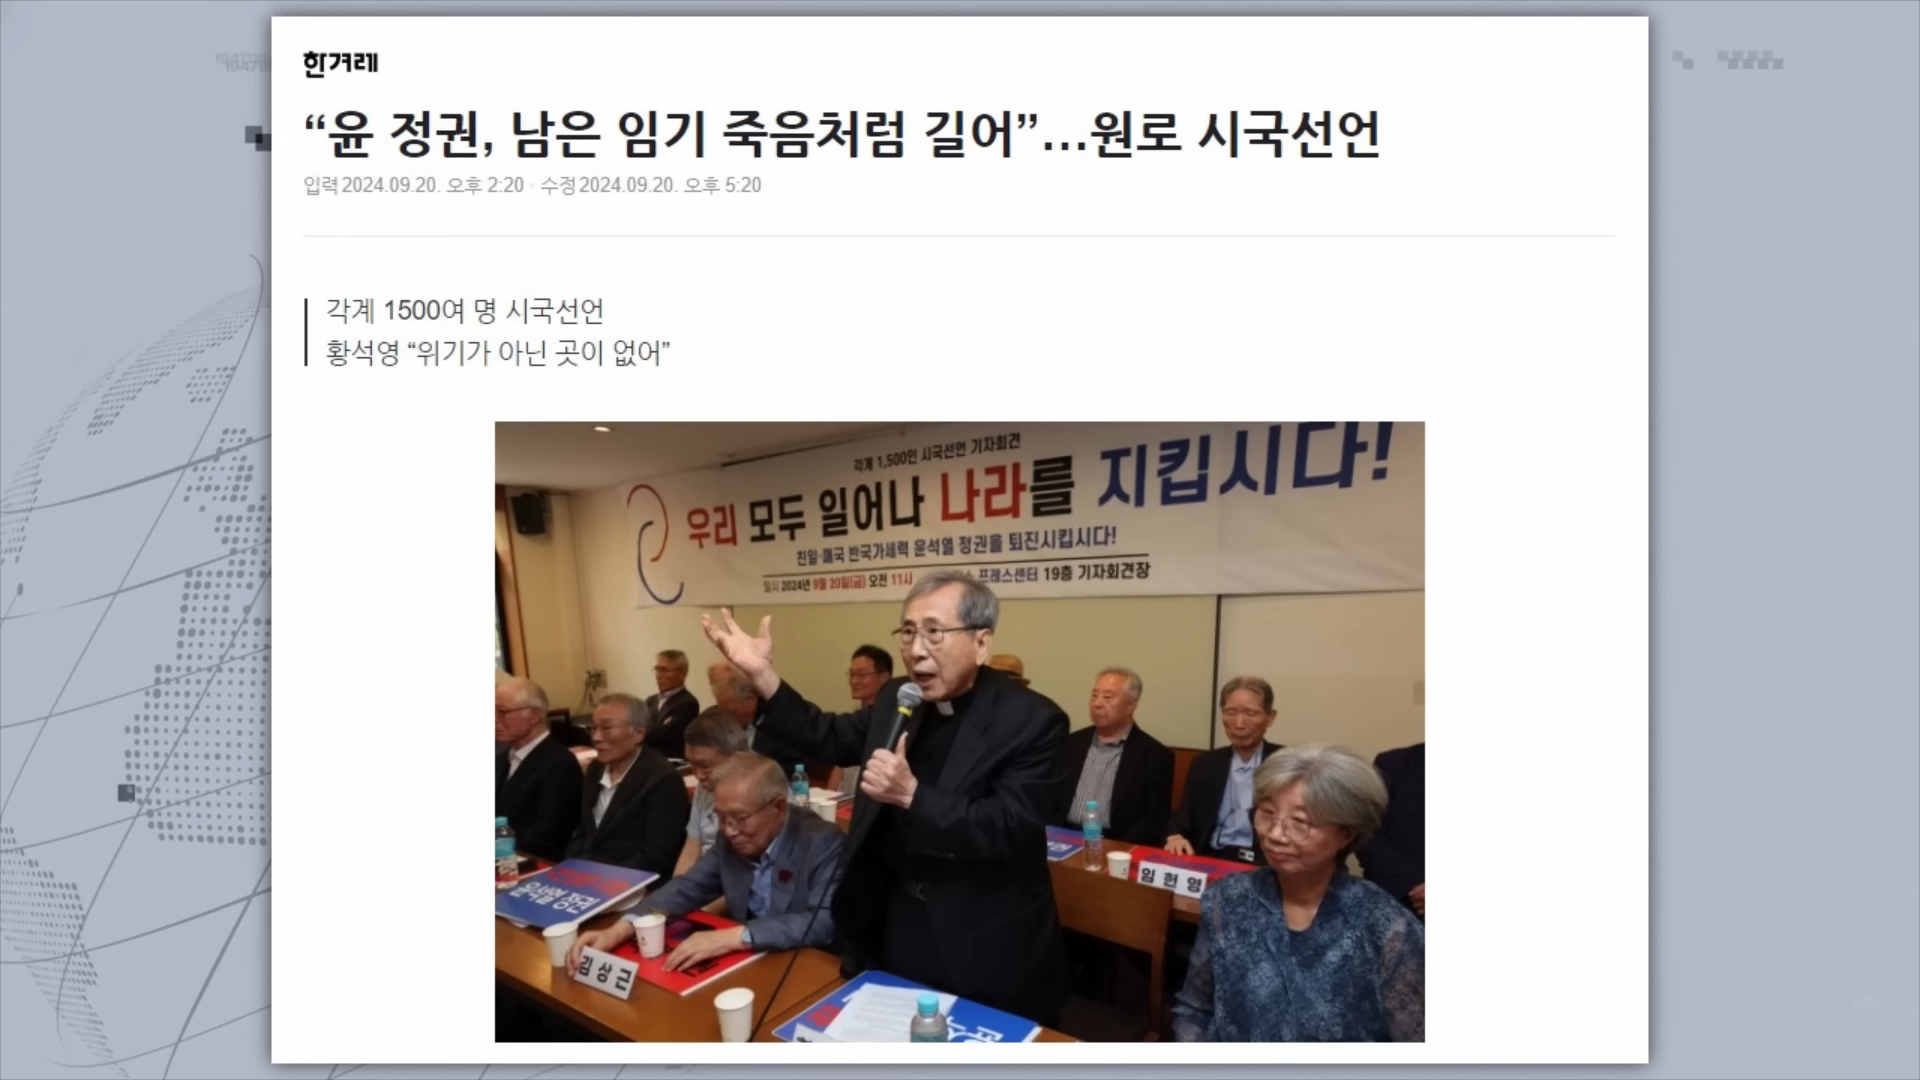 한겨레
“윤 정권, 남은 임기 죽음처럼 길어”...원로 시국선언
입력 2024.09.20. 오후 2:20 · 수정 2024.09.20. 오후 5:20
각계 1500여 명 시국선언
황석영 “위기가 아닌 곳이 없어”
각계 1,500인 시국선언 기자회견
우리 모두 일어나 나라를 지킵시다!
친일·매국 반국가세력 윤석열 정권을 퇴진시킵시다!
일시 2024년 9월 20일(금) 오전 11시 프레스센터 19층 기자회견장
임헌영
윤석열 정권
김상근